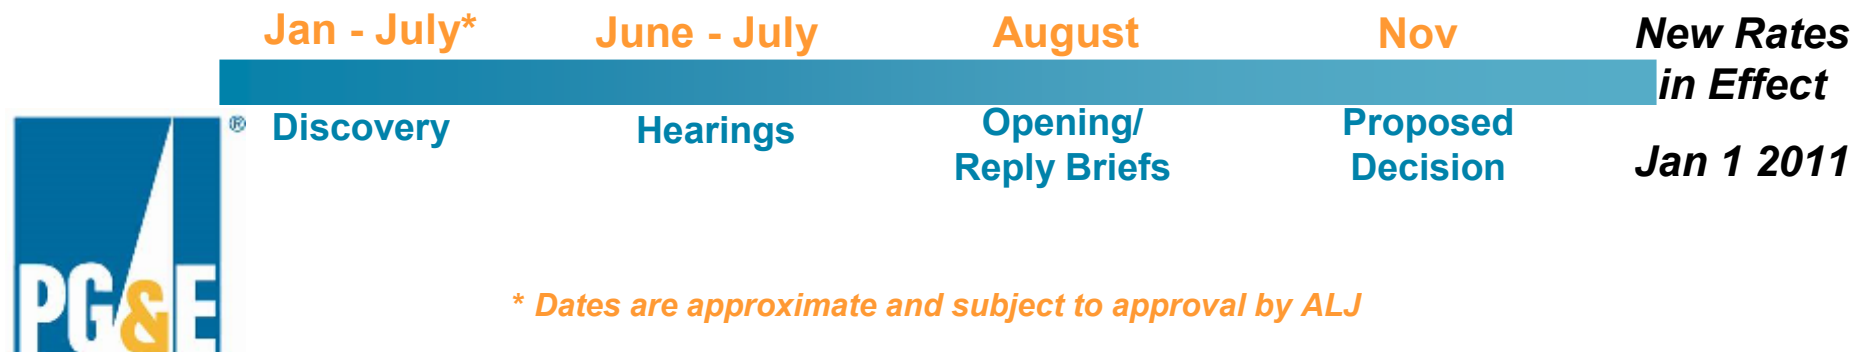 Jan - July*
June - July
August
Nov
New Rates
in Effect
Discovery
Hearings
Opening/
Reply Briefs
Proposed
Decision
Jan 1 2011
®
PG&E
* Dates are approximate and subject to approval by ALJ